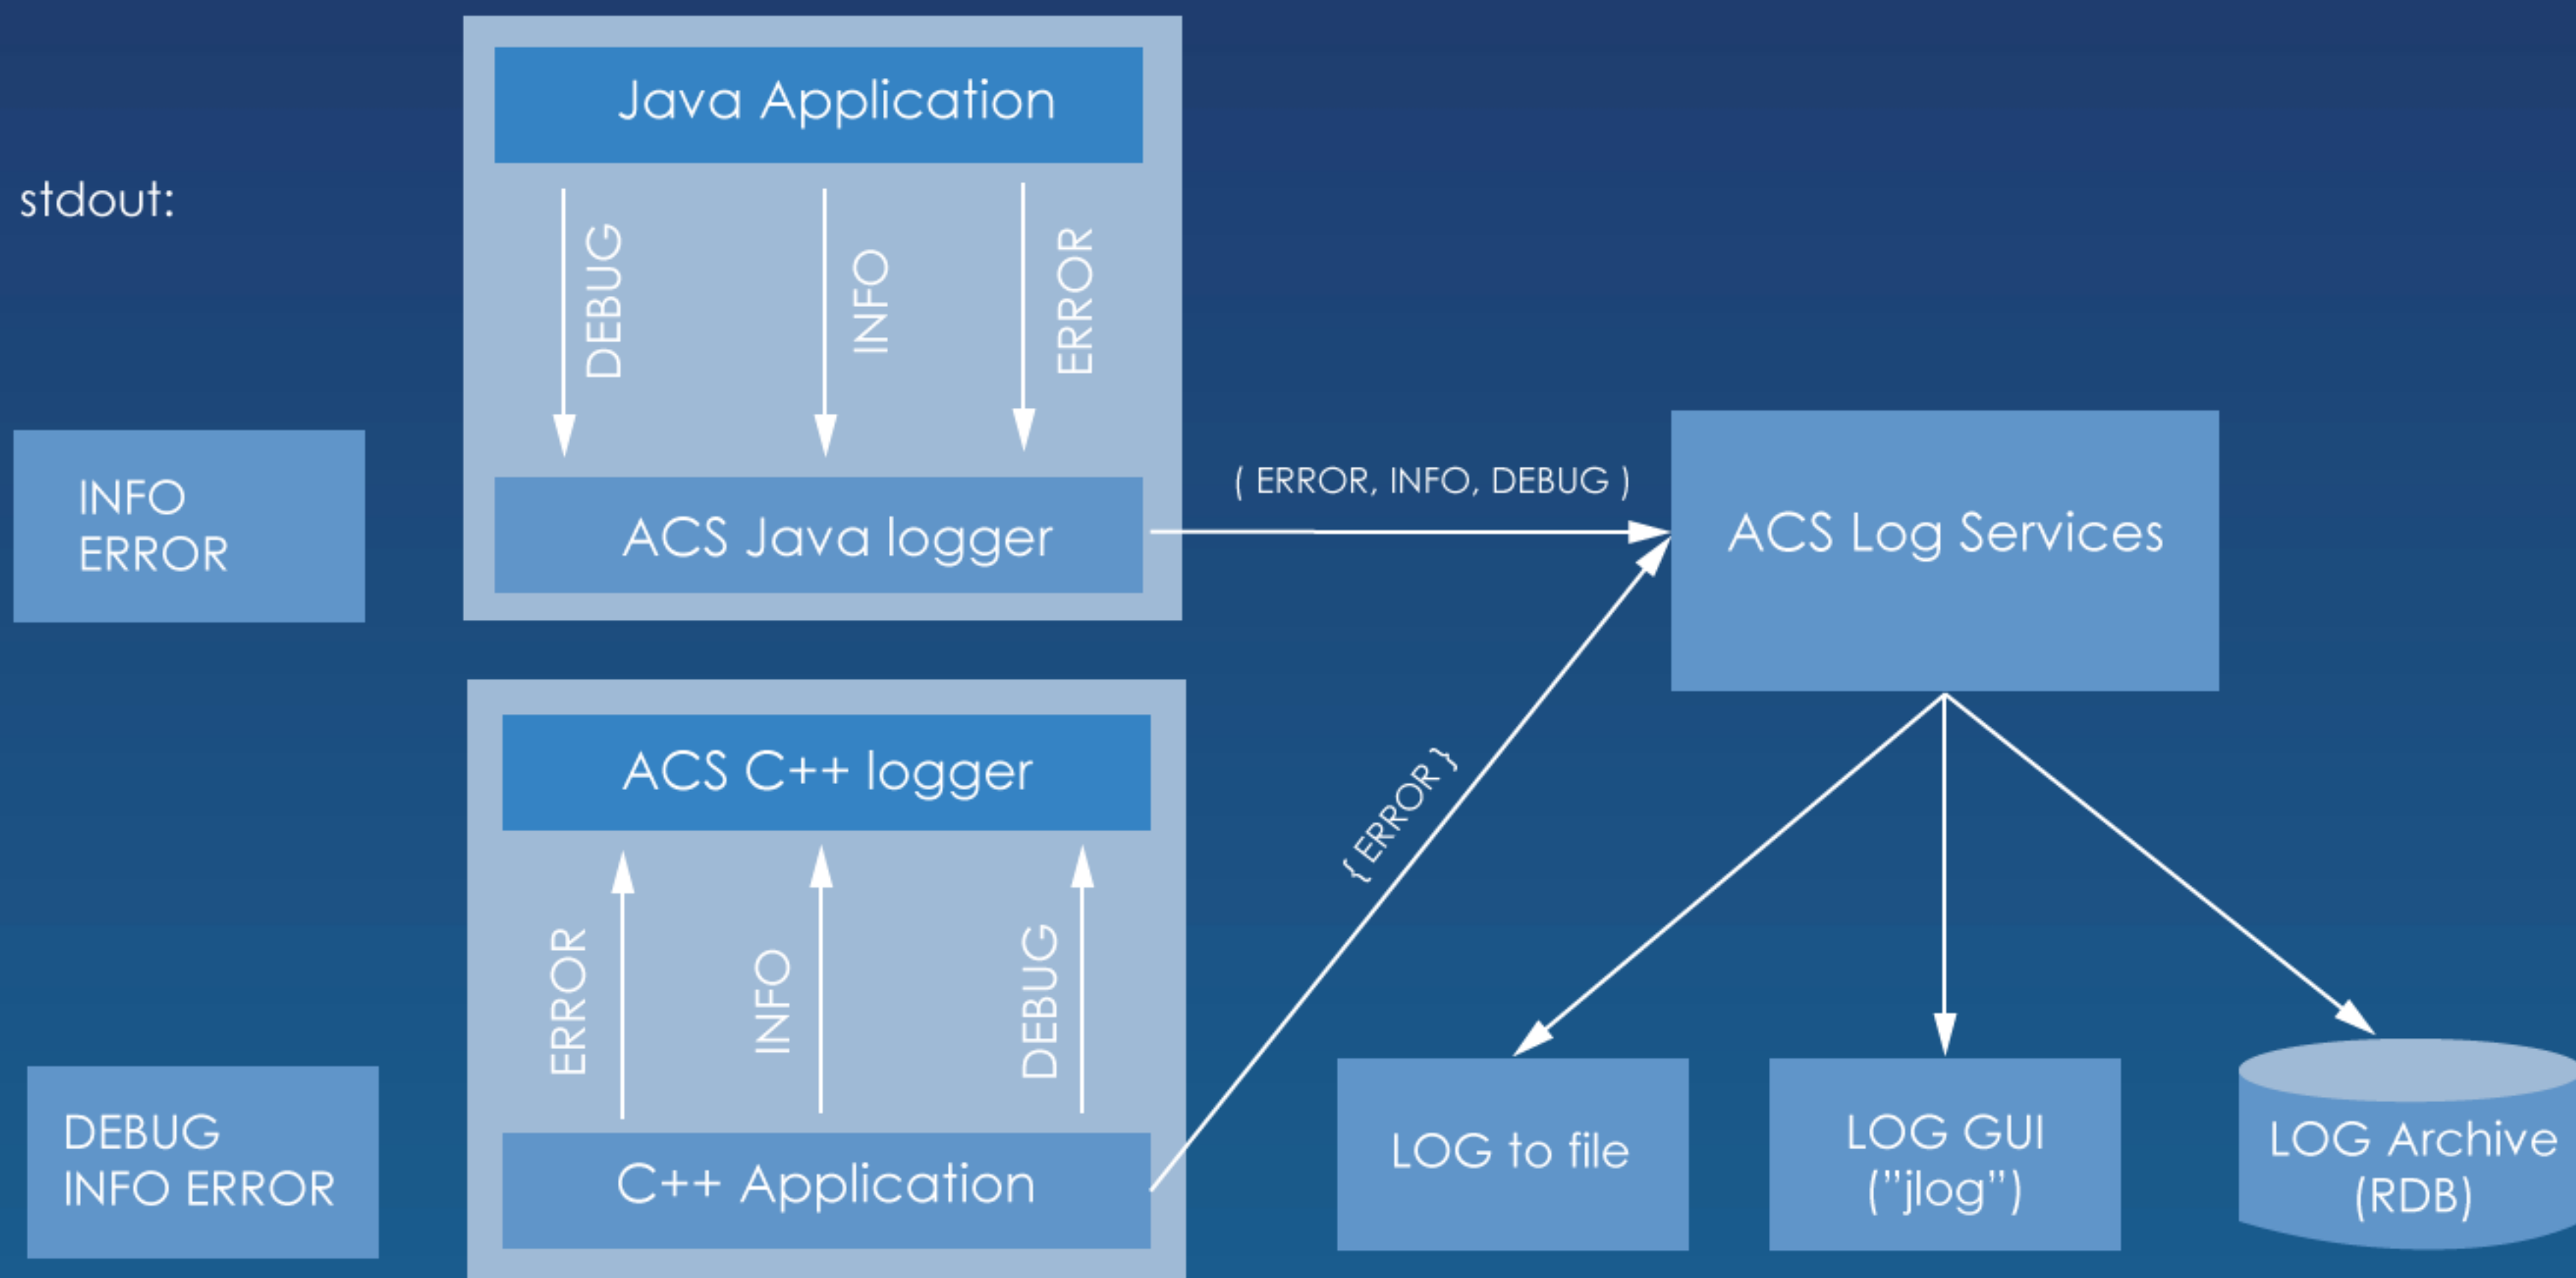 Java Application
stdout:
DEBUG
INFO
ERROR
INFO
ERROR
ACS Java logger
( ERROR, INFO, DEBUG )
ACS Log Services
ACS C++ logger
{ ERROR }
ERROR
INFO
DEBUG
DEBUG
INFO ERROR
C++ Application
LOG to file
LOG GUI
("jlog")
LOG Archive
(RDB)